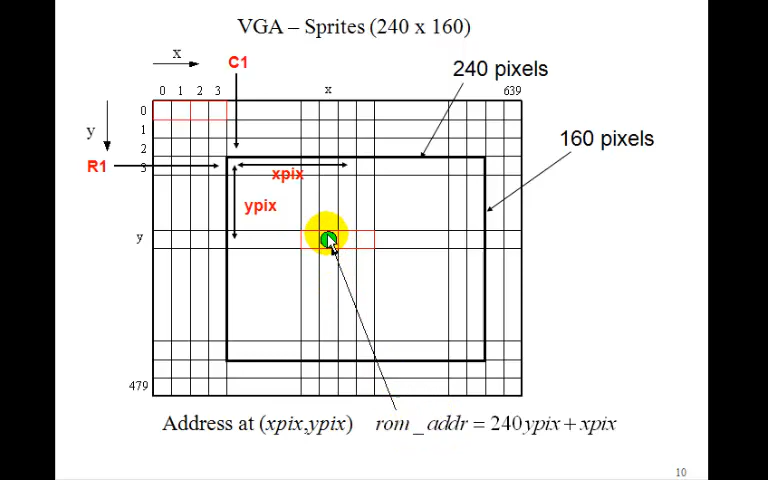 VGA – Sprites (240 x 160)
x
C1
240 pixels
0 1 2 3 x 639
0
y
1
160 pixels
2
R1
3
xpix
ypix
y
479
Address at (xpix,ypix) rom_addr = 240ypix + xpix
10